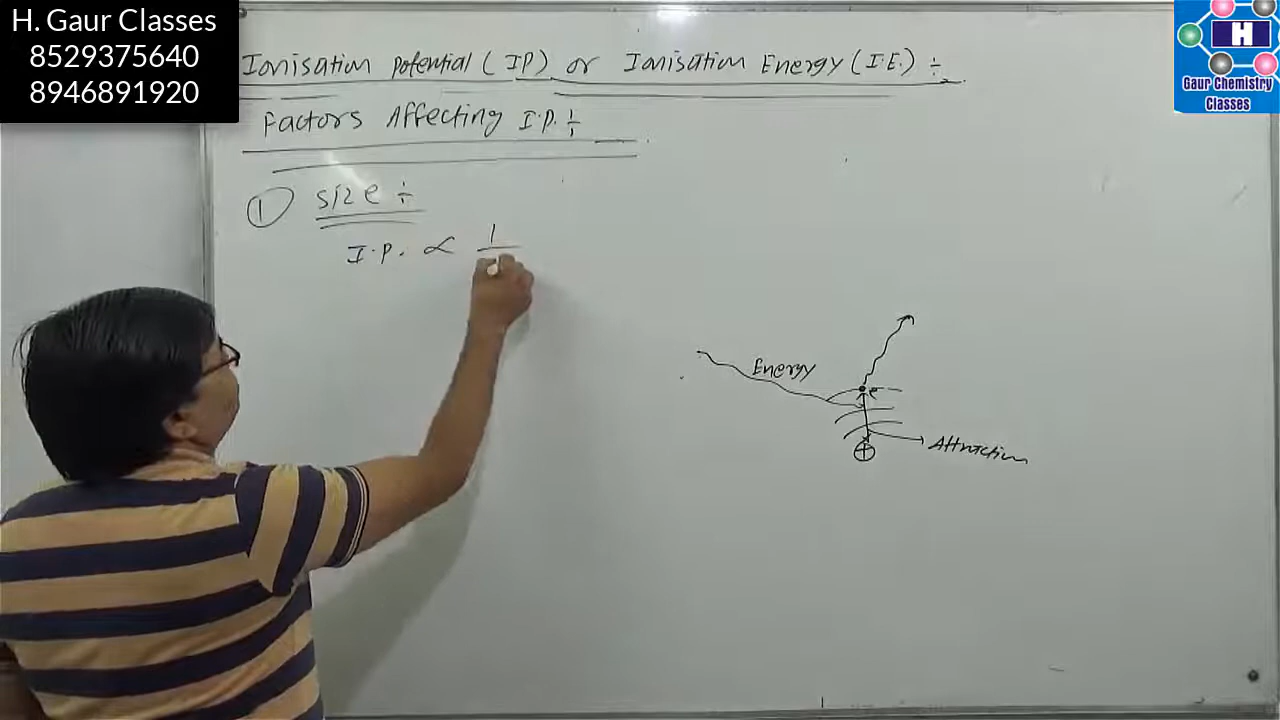 H. Gaur Classes
8529375640
8946891920
H
Gaur Chemistry
Classes
Ionisation potential (IP) or Ionisation Energy (I.E.) ÷
Factors Affecting I.P. ÷
① Size ÷
I.P. ∝ 1
Energy
e-
+
Attraction